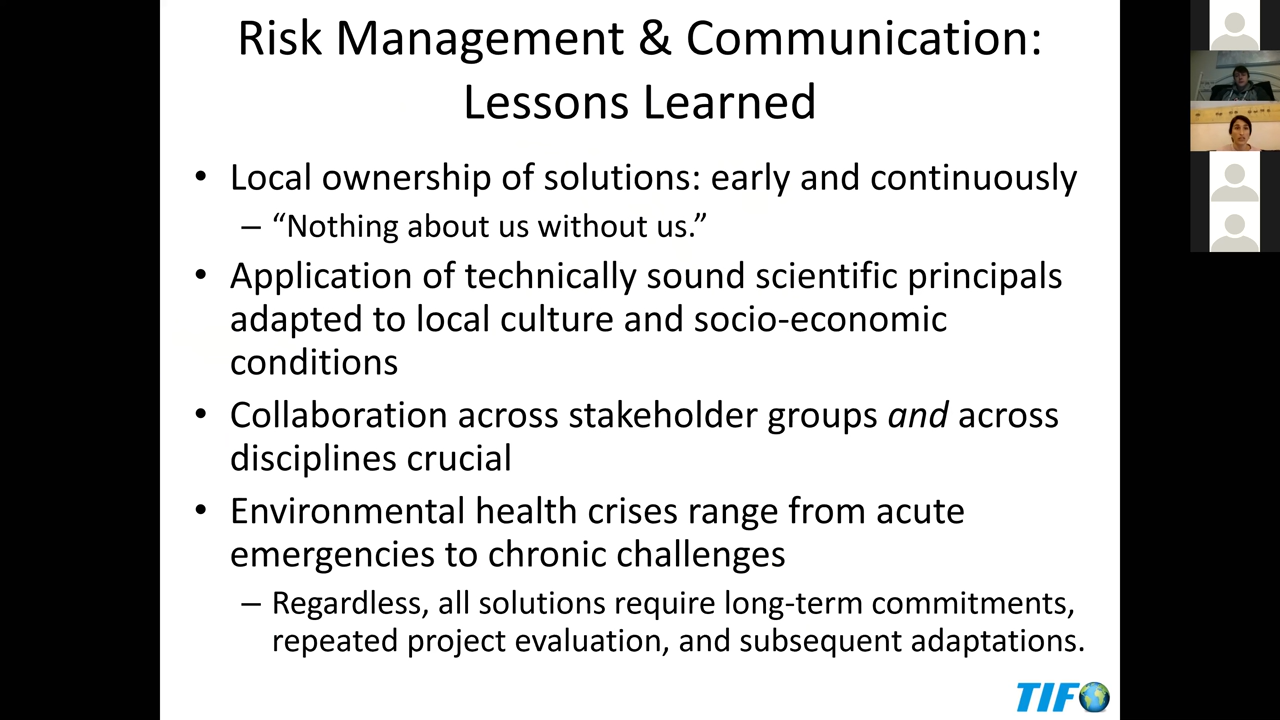 Risk Management & Communication:
Lessons Learned
• Local ownership of solutions: early and continuously
– “Nothing about us without us.”
• Application of technically sound scientific principals
adapted to local culture and socio-economic
conditions
• Collaboration across stakeholder groups and across
disciplines crucial
• Environmental health crises range from acute
emergencies to chronic challenges
– Regardless, all solutions require long-term commitments,
repeated project evaluation, and subsequent adaptations.
TIFO